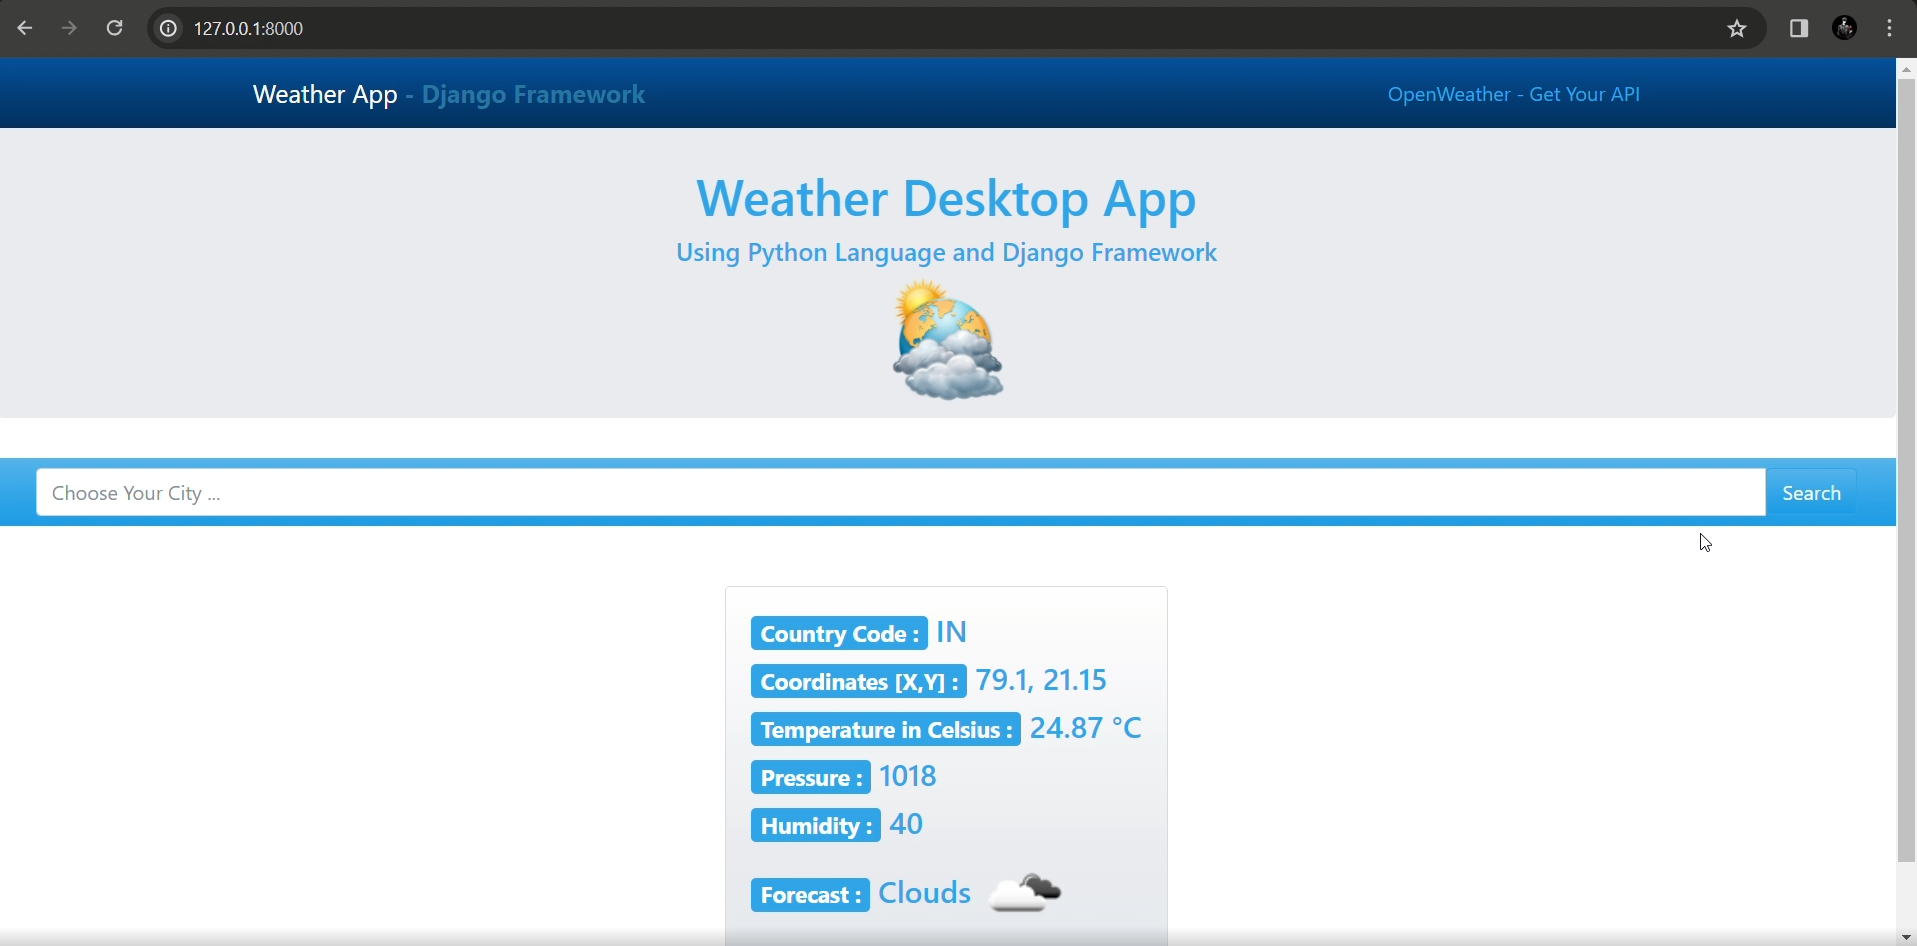 127.0.0.1:8000
Weather App - Django Framework
OpenWeather - Get Your API
Weather Desktop App
Using Python Language and Django Framework
Choose Your City ...
Search
Country Code : IN
Coordinates [X,Y] : 79.1, 21.15
Temperature in Celsius : 24.87 °C
Pressure : 1018
Humidity : 40
Forecast : Clouds